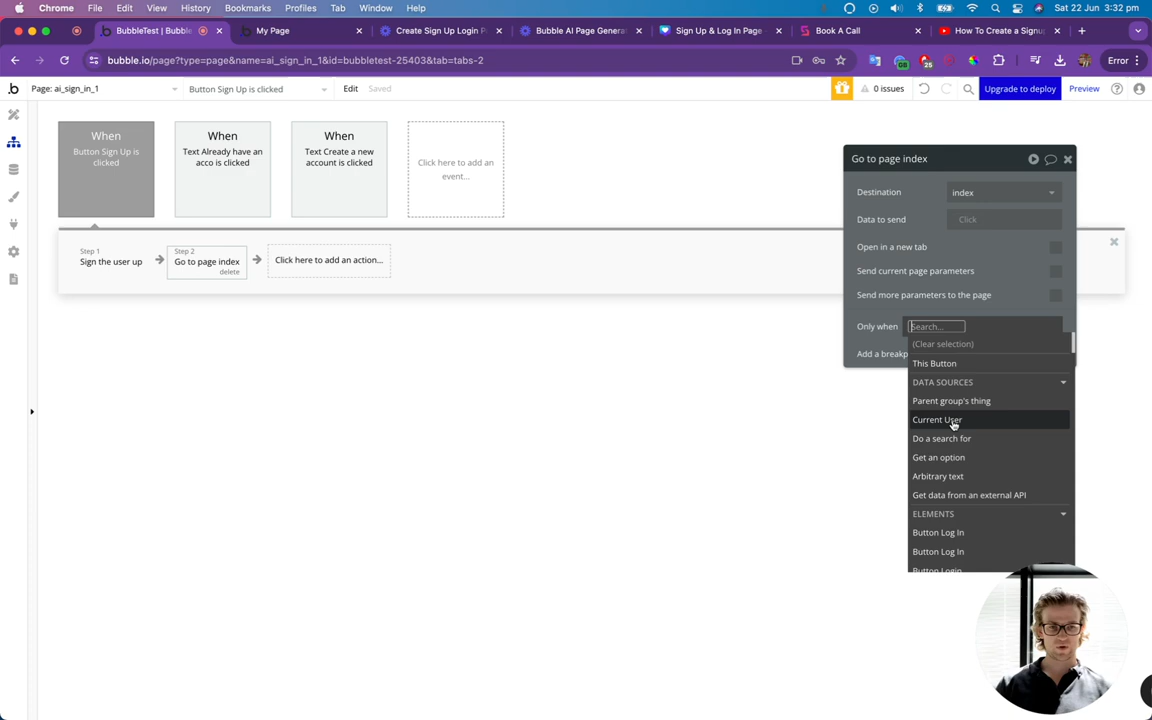 Chrome File Edit View History Bookmarks Profiles Tab Window Help
Sat 22 Jun 3:32 pm
BubbleTest | Bubble
My Page
Create Sign Up Login P
Bubble AI Page Genera
Sign Up & Log In Page
Book A Call
How To Create a Signu
bubble.io/page?type=page&name=ai_sign_in_1&id=bubbletest-25403&tab=tabs-2
Error
Page: ai_sign_in_1
Button Sign Up is clicked
Edit
Saved
0 issues
Upgrade to deploy
Preview
When
Button Sign Up is
clicked
When
Text Already have an
acco is clicked
When
Text Create a new
account is clicked
Click here to add an
event...
Step 1
Sign the user up
Step 2
Go to page index
delete
Click here to add an action...
Go to page index
Destination
index
Data to send
Click
Open in a new tab
Send current page parameters
Send more parameters to the page
Only when
Search...
Add a breakp
(Clear selection)
This Button
DATA SOURCES
Parent group's thing
Current User
Do a search for
Get an option
Arbitrary text
Get data from an external API
ELEMENTS
Button Log In
Button Log In
Button Login